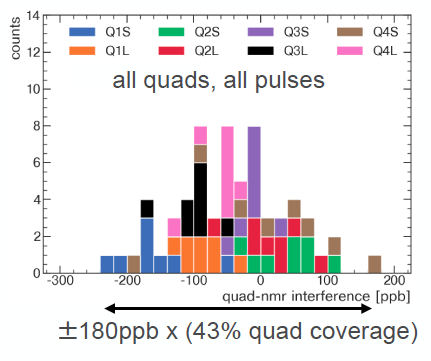 counts
14
12
10
8
6
4
2
0
Q1S Q2S Q3S Q4S
Q1L Q2L Q3L Q4L
all quads, all pulses
-300 -200 -100 0 100 200
quad-nmr interference [ppb]
±180ppb x (43% quad coverage)